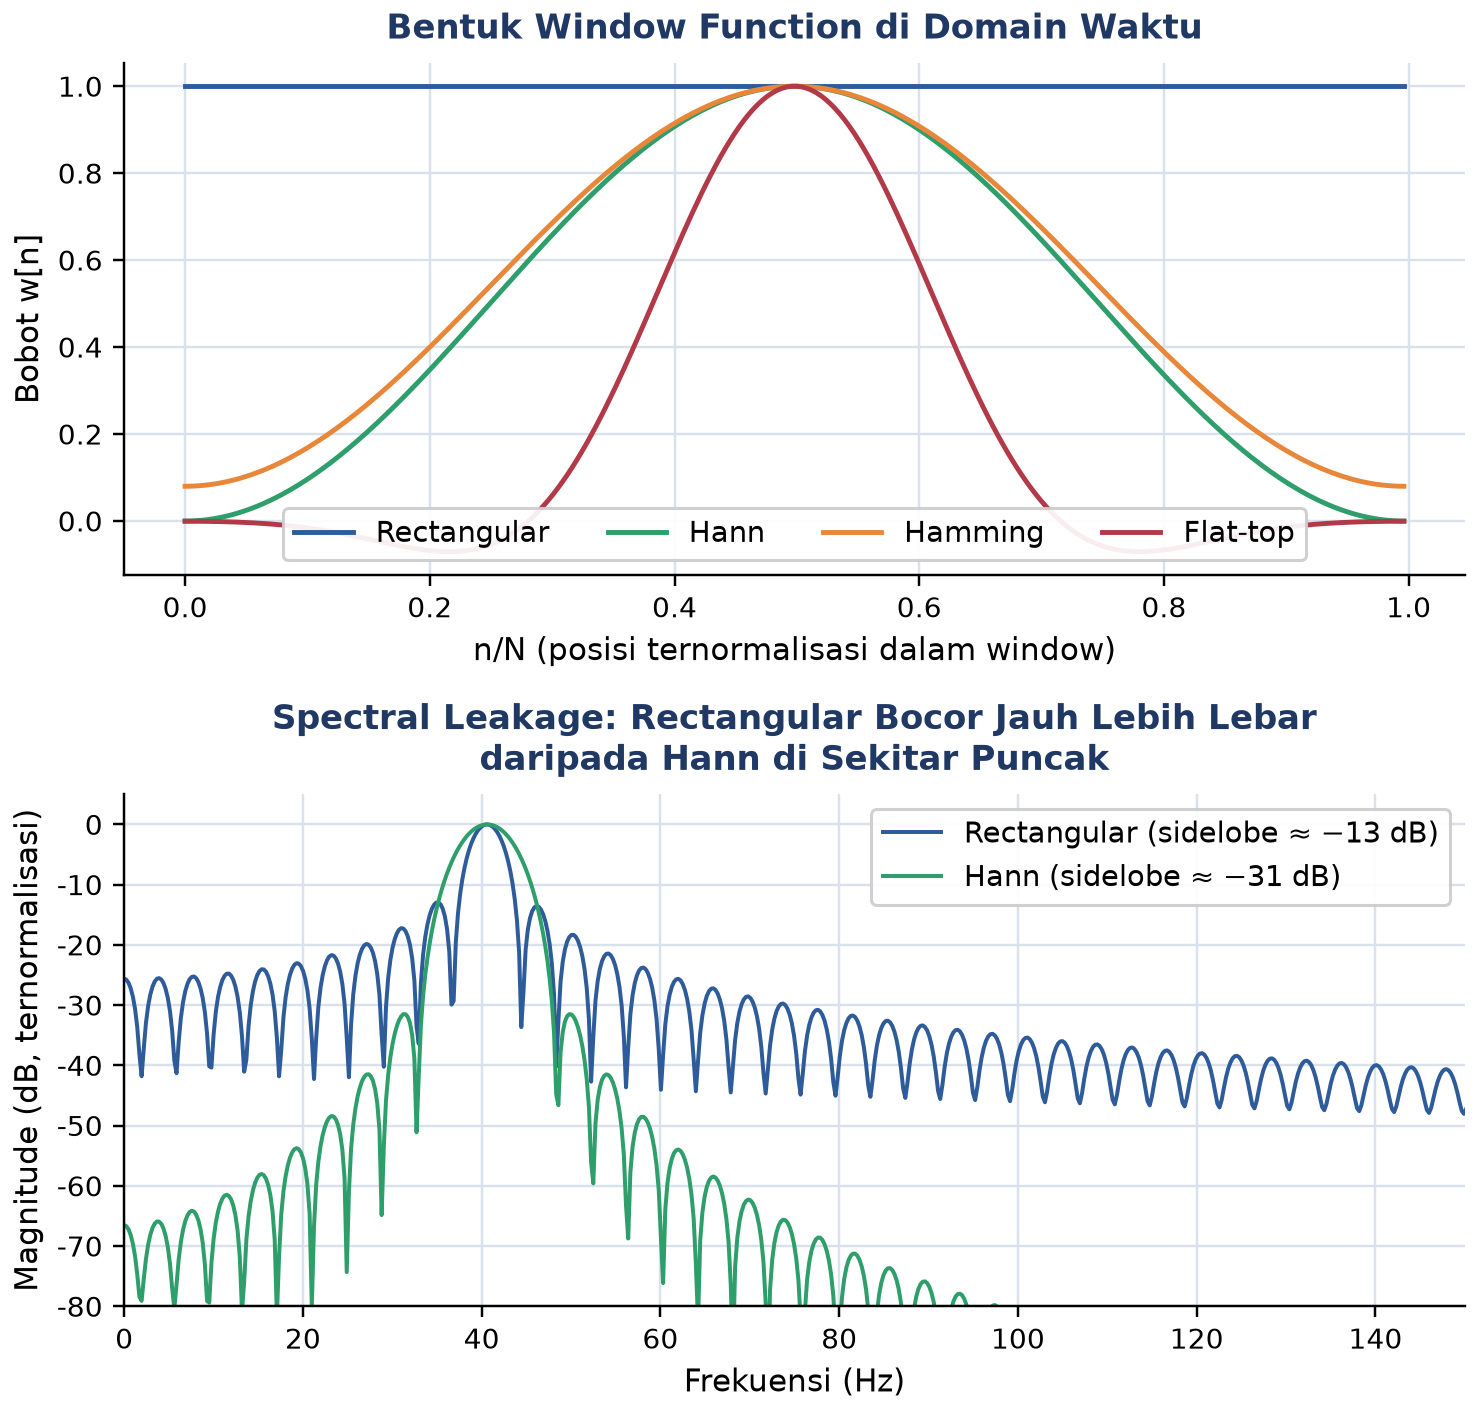 Bentuk Window Function di Domain Waktu
Bobot w[n]
1.0
0.8
0.6
0.4
0.2
0.0
Rectangular
Hann
Hamming
Flat-top
0.0
0.2
0.4
0.6
0.8
1.0
n/N (posisi ternormalisasi dalam window)
Spectral Leakage: Rectangular Bocor Jauh Lebih Lebar
daripada Hann di Sekitar Puncak
Magnitude (dB, ternormalisasi)
0
-10
-20
-30
-40
-50
-60
-70
-80
Rectangular (sidelobe ≈ −13 dB)
Hann (sidelobe ≈ −31 dB)
0
20
40
60
80
100
120
140
Frekuensi (Hz)